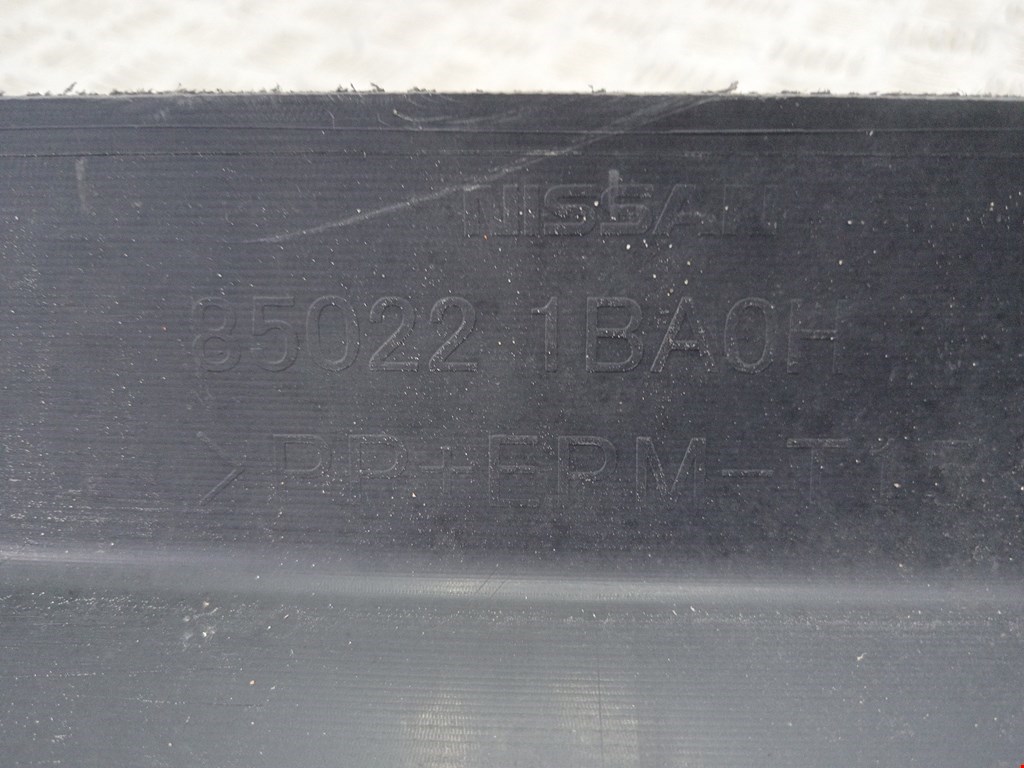 NISSAN
85022 1BA0H
>PP+EPM-T15